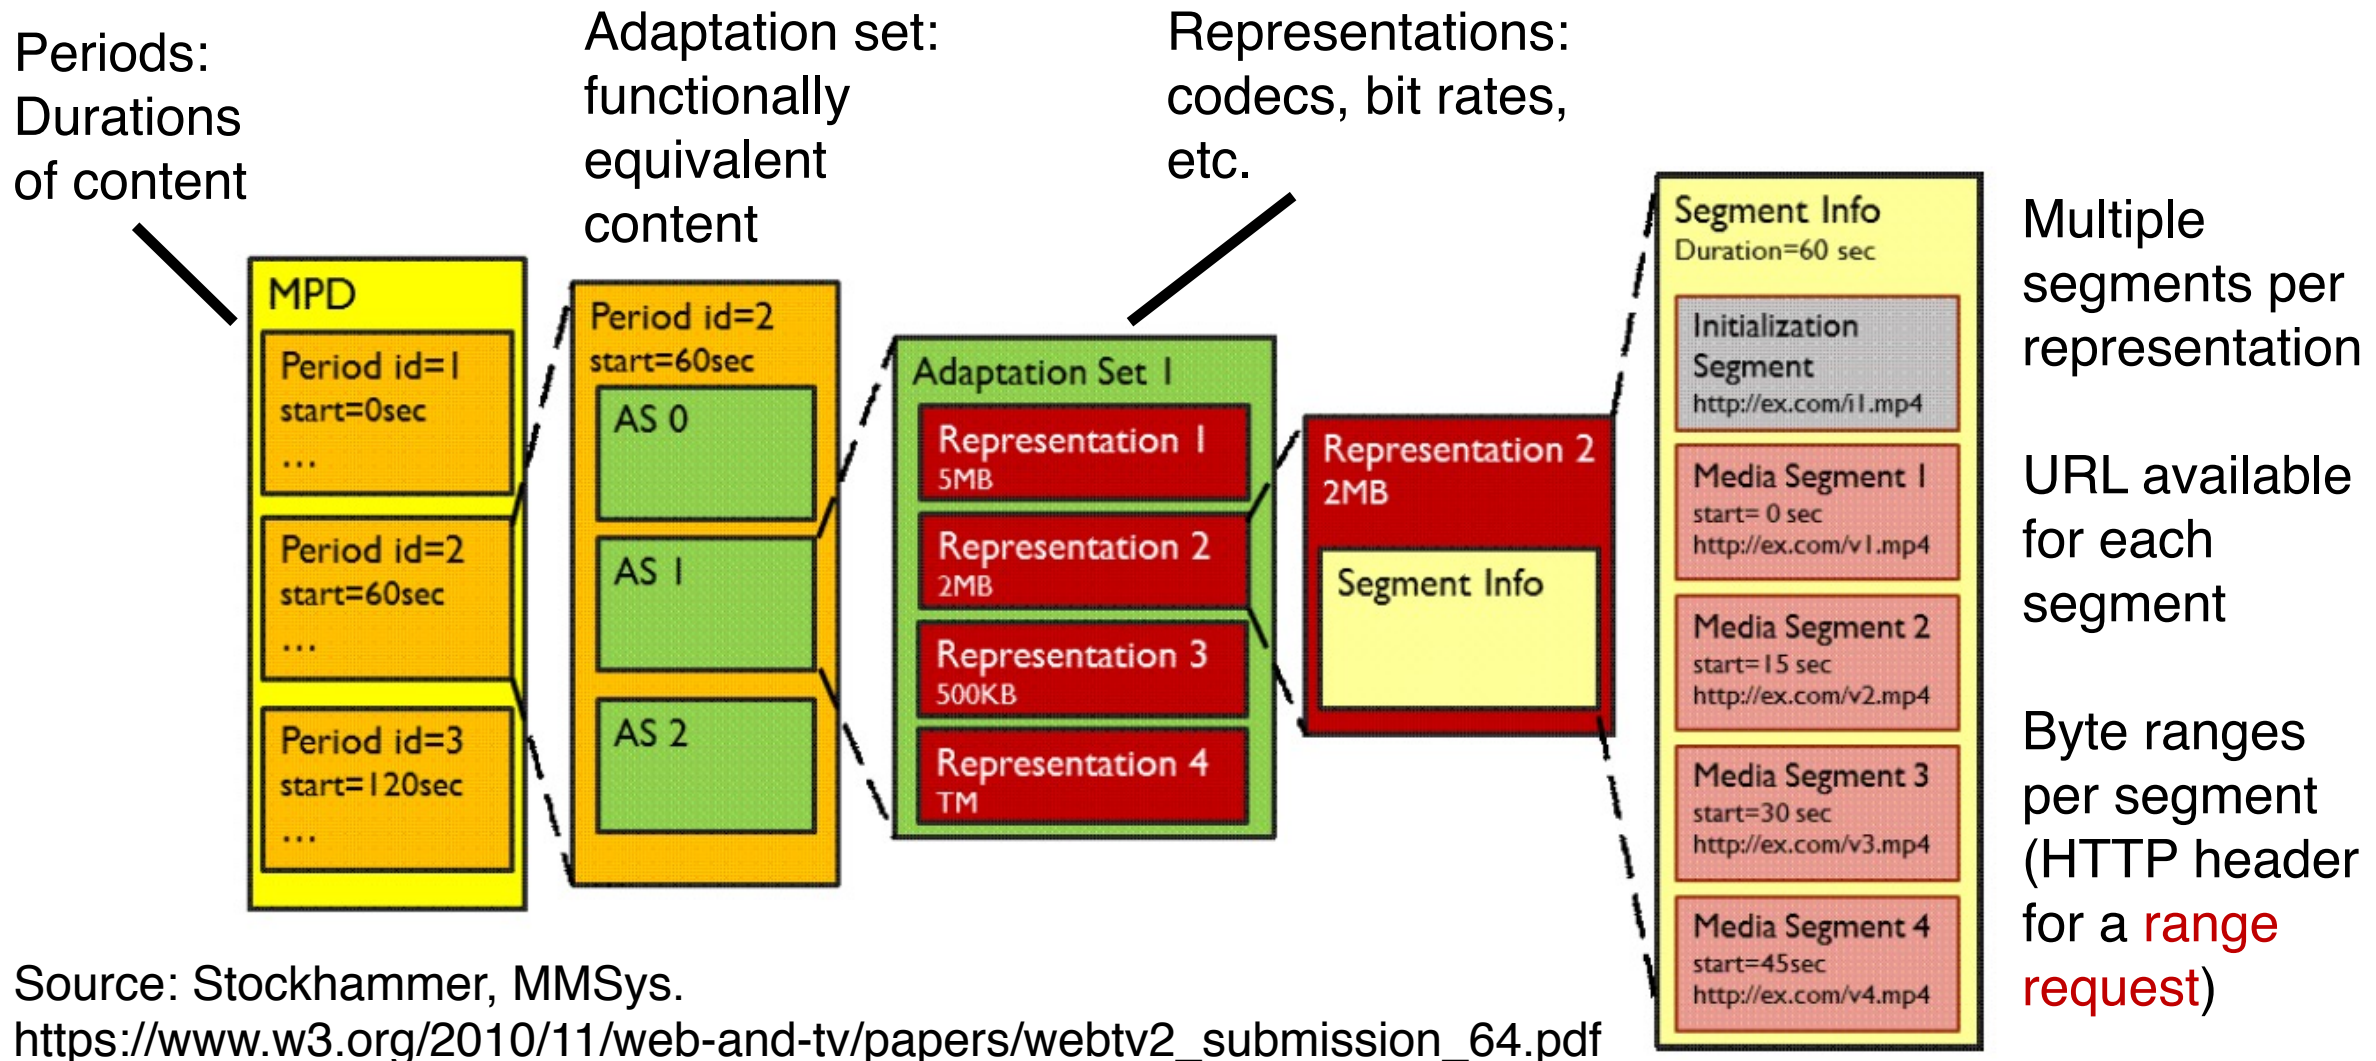 Periods:
Durations
of content
Adaptation set:
functionally
equivalent
content
Representations:
codecs, bit rates,
etc.
MPD
Period id=1
start=0sec
...
Period id=2
start=60sec
...
Period id=3
start=120sec
...
Period id=2
start=60sec
AS 0
AS 1
AS 2
Adaptation Set 1
Representation 1
5MB
Representation 2
2MB
Representation 3
500KB
Representation 4
TM
Representation 2
2MB
Segment Info
Segment Info
Duration=60 sec
Initialization
Segment
http://ex.com/i1.mp4
Media Segment 1
start= 0 sec
http://ex.com/v1.mp4
Media Segment 2
start=15 sec
http://ex.com/v2.mp4
Media Segment 3
start=30 sec
http://ex.com/v3.mp4
Media Segment 4
start=45sec
http://ex.com/v4.mp4
Multiple
segments per
representation
URL available
for each
segment
Byte ranges
per segment
(HTTP header
for a range
request)
Source: Stockhammer, MMSys.
https://www.w3.org/2010/11/web-and-tv/papers/webtv2_submission_64.pdf